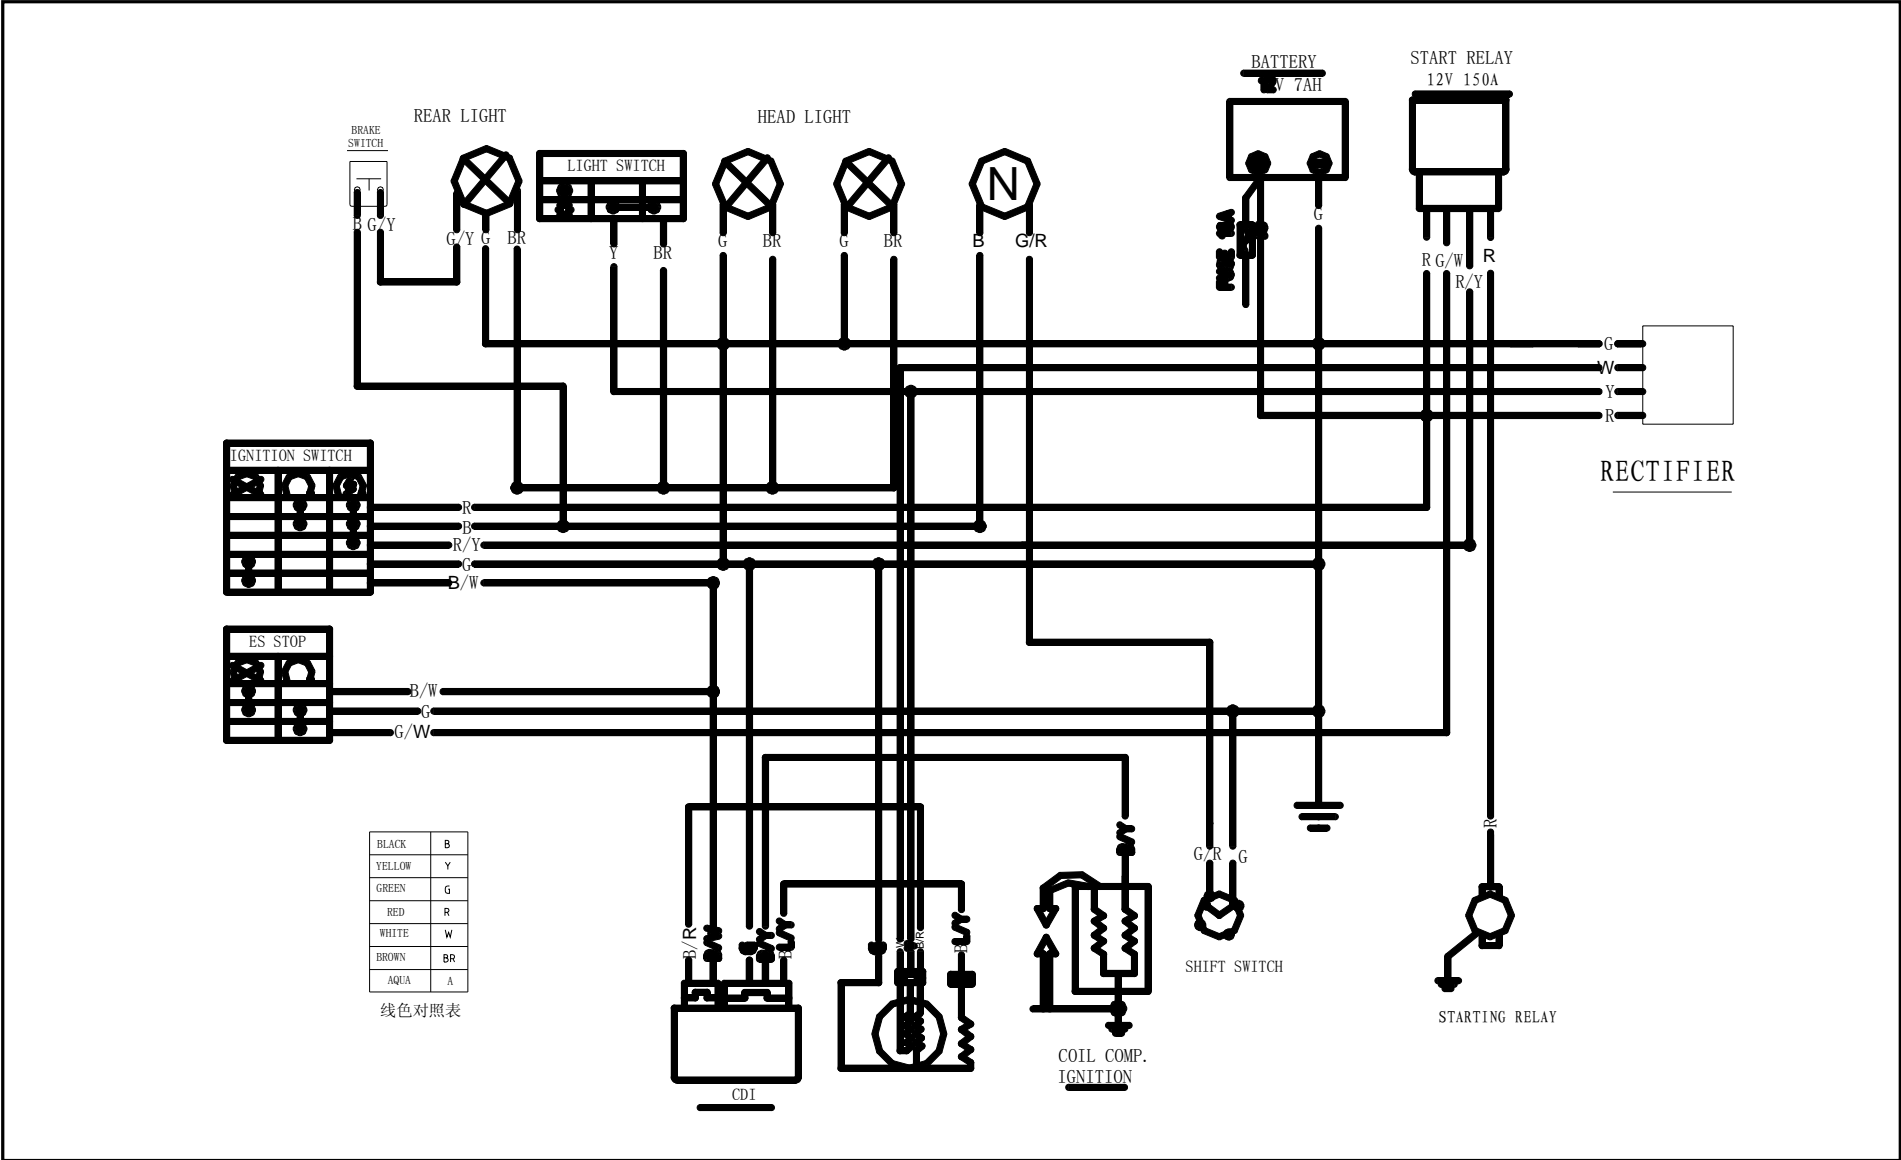 BATTERY
V 7AH
START RELAY
12V 150A
REAR LIGHT
HEAD LIGHT
BRAKE
SWITCH
LIGHT SWITCH
N
B G/Y
G/Y G BR
Y
BR
G
BR
G
BR
B
G/R
G
R G/W
R
R/Y
G
W
Y
R
RECTIFIER
IGNITION SWITCH
R
B
R/Y
G
B/W
ES STOP
B/W
G
G/W
BLACK B
YELLOW Y
GREEN G
RED R
WHITE W
BROWN BR
AQUA A
线色对照表
B/R
B/R
G/R
G
R
SHIFT SWITCH
STARTING RELAY
COIL COMP.
IGNITION
CDI